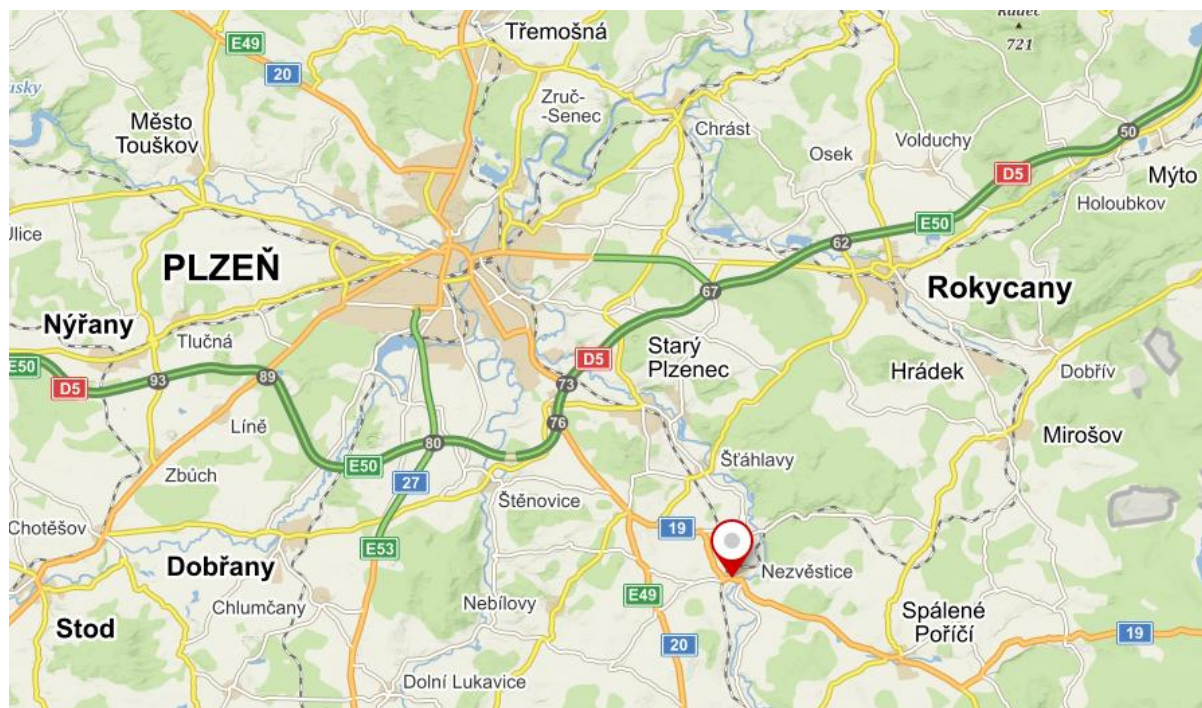 Třemošná
721
E49
20
Zruč-
-Senec
Město
Touškov
Chrást
Volduchy
50
Osek
D5
Mýto
Holoubkov
E50
62
Ulice
PLZEŇ
67
Rokycany
Nýřany
Tlučná
Starý
Plzenec
D5
E50
D5
93
89
73
Hrádek
Dobřív
Líně
76
Mirošov
80
Zbůch
E50
27
Šťáhlavy
Štěnovice
Chotěšov
19
E53
Dobřany
Nezvěstice
Chlumčany
Nebílovy
E49
Spálené
Poříčí
Stod
20
19
Dolní Lukavice